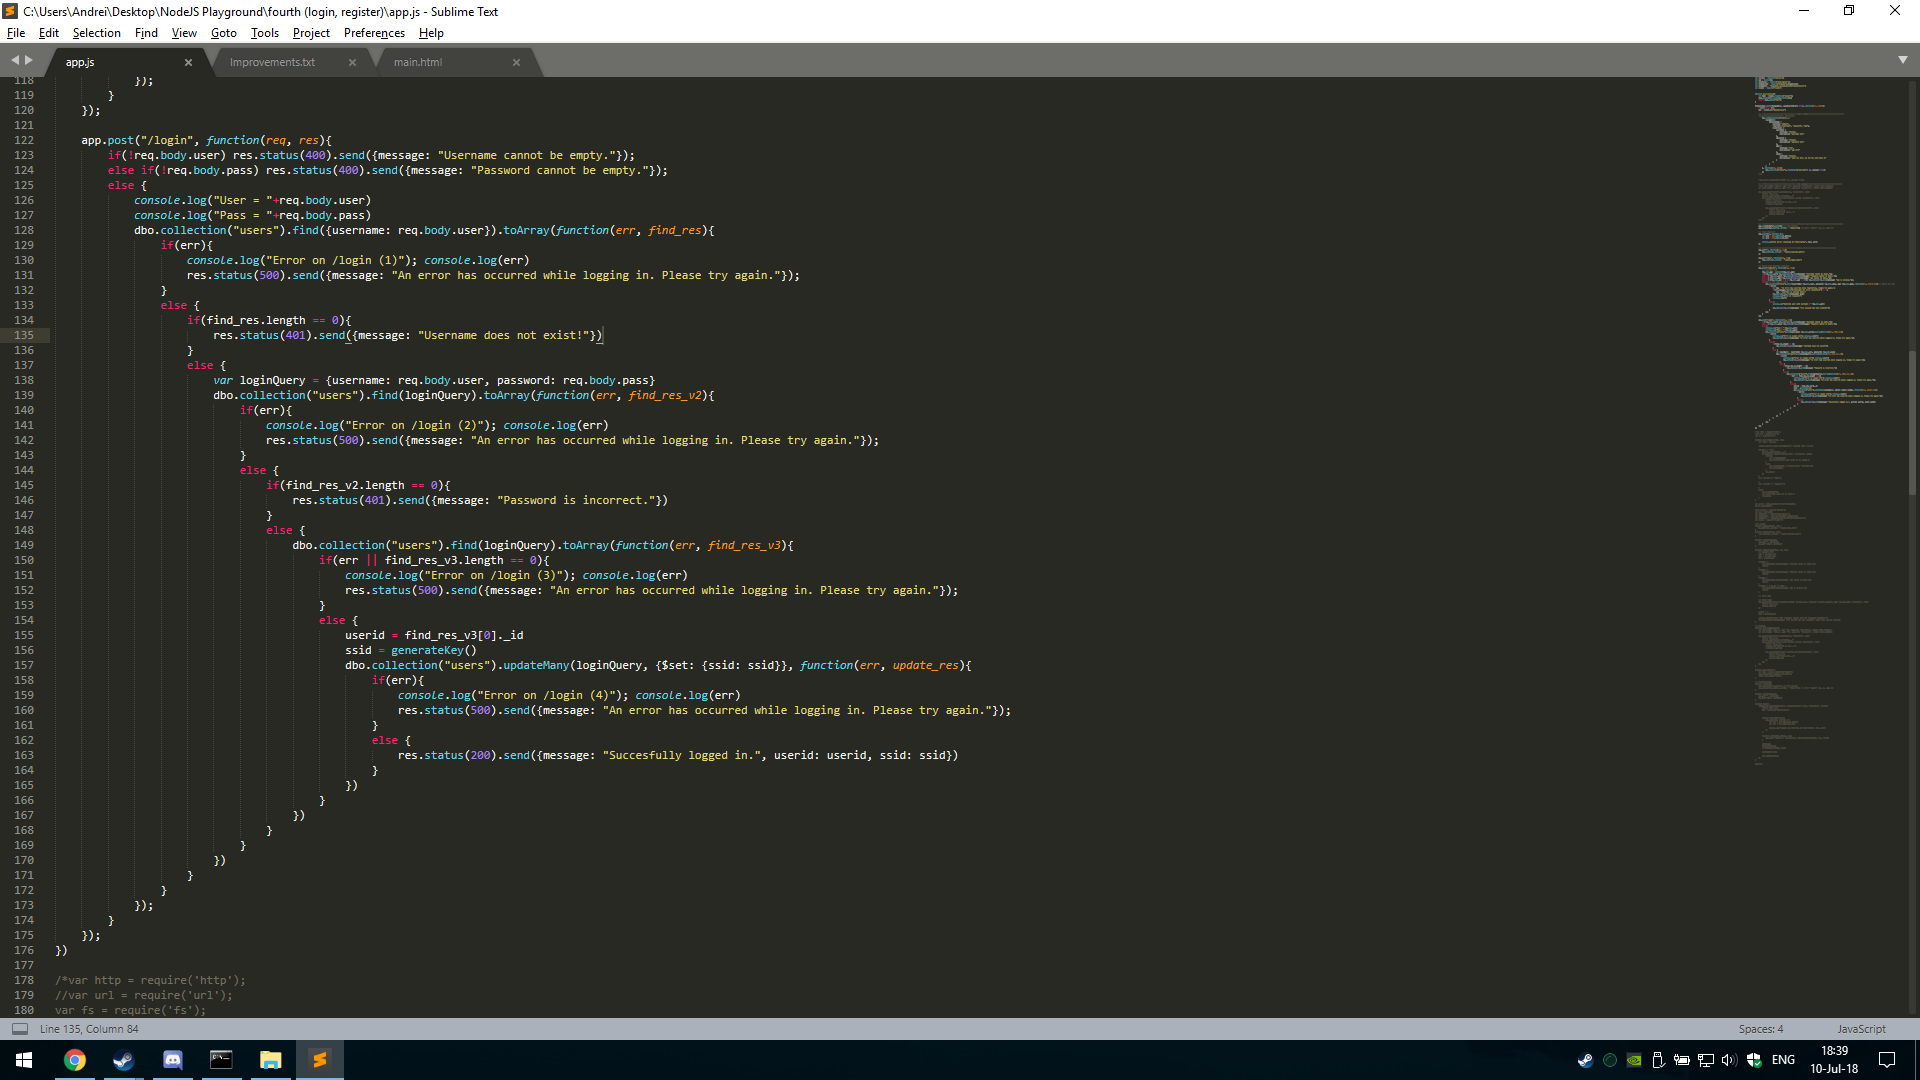 C:\Users\Andrei\Desktop\NodeJS Playground\fourth (login, register)\app.js - Sublime Text
File Edit Selection Find View Goto Tools Project Preferences Help
app.js Improvements.txt main.html
118 });
119 }
120 });
121
122 app.post("/login", function(req, res){
123 if(!req.body.user) res.status(400).send({message: "Username cannot be empty."});
124 else if(!req.body.pass) res.status(400).send({message: "Password cannot be empty."});
125 else {
126 console.log("User = "+req.body.user)
127 console.log("Pass = "+req.body.pass)
128 dbo.collection("users").find({username: req.body.user}).toArray(function(err, find_res){
129 if(err){
130 console.log("Error on /login (1)"); console.log(err)
131 res.status(500).send({message: "An error has occurred while logging in. Please try again."});
132 }
133 else {
134 if(find_res.length == 0){
135 res.status(401).send({message: "Username does not exist!"})
136 }
137 else {
138 var loginQuery = {username: req.body.user, password: req.body.pass}
139 dbo.collection("users").find(loginQuery).toArray(function(err, find_res_v2){
140 if(err){
141 console.log("Error on /login (2)"); console.log(err)
142 res.status(500).send({message: "An error has occurred while logging in. Please try again."});
143 }
144 else {
145 if(find_res_v2.length == 0){
146 res.status(401).send({message: "Password is incorrect."})
147 }
148 else {
149 dbo.collection("users").find(loginQuery).toArray(function(err, find_res_v3){
150 if(err || find_res_v3.length == 0){
151 console.log("Error on /login (3)"); console.log(err)
152 res.status(500).send({message: "An error has occurred while logging in. Please try again."});
153 }
154 else {
155 userid = find_res_v3[0]._id
156 ssid = generateKey()
157 dbo.collection("users").updateMany(loginQuery, {$set: {ssid: ssid}}, function(err, update_res){
158 if(err){
159 console.log("Error on /login (4)"); console.log(err)
160 res.status(500).send({message: "An error has occurred while logging in. Please try again."});
161 }
162 else {
163 res.status(200).send({message: "Succesfully logged in.", userid: userid, ssid: ssid})
164 }
165 })
166 }
167 })
168 }
169 }
170 })
171 }
172 }
173 });
174 }
175 });
176 })
177
178 /*var http = require('http');
179 //var url = require('url');
180 var fs = require('fs');
Line 135, Column 84 Spaces: 4 JavaScript
ENG 18:39
10-Jul-18